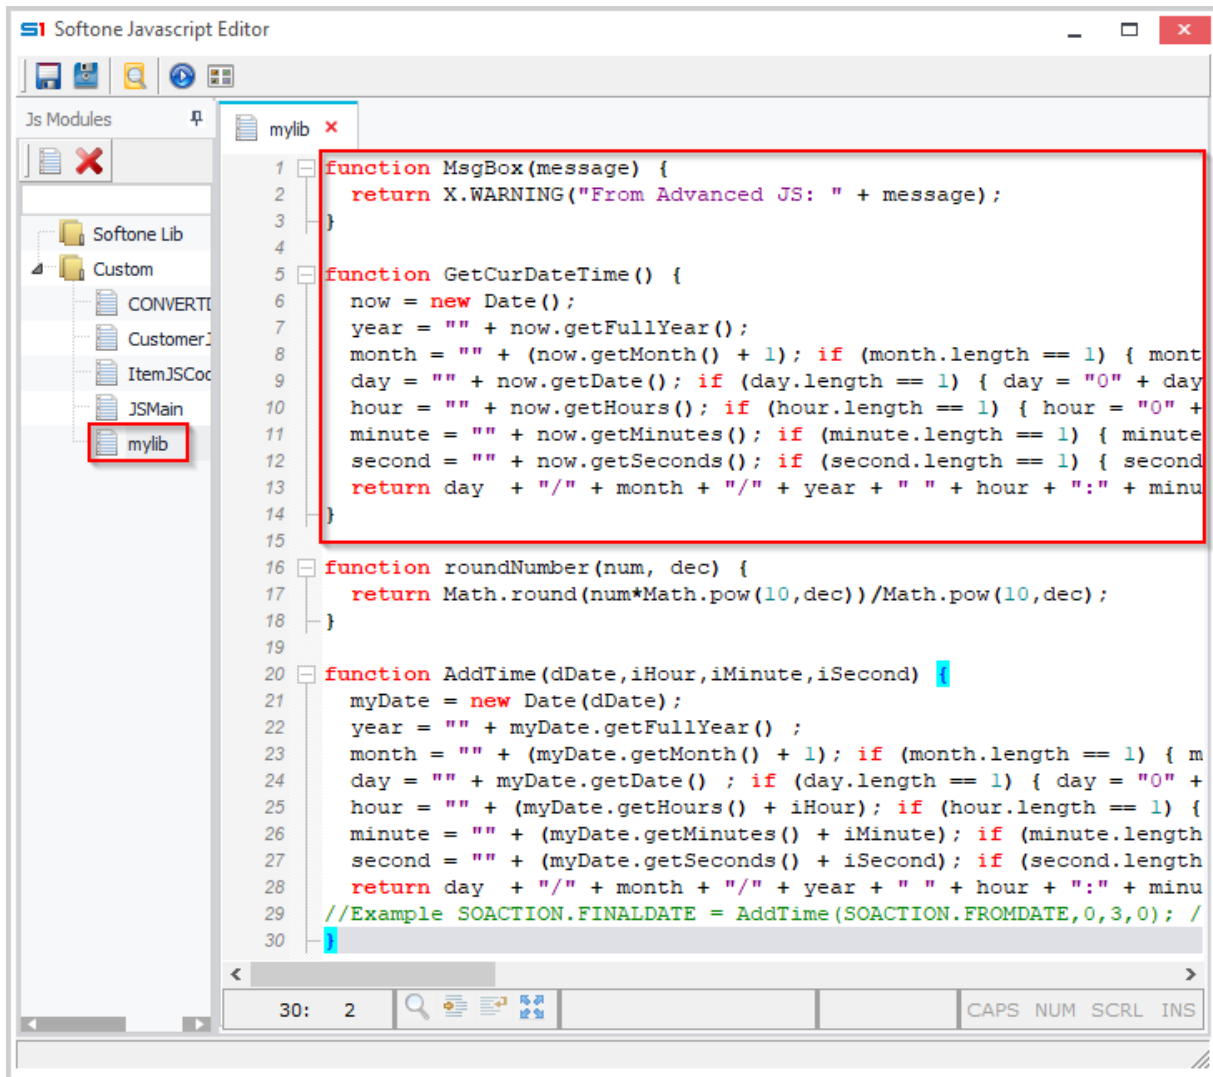 S1 Softone Javascript Editor
Js Modules
mylib
Softone Lib
Custom
CONVERT
Customer
ItemJSCod
JSMain
mylib
1 function MsgBox(message) {
2 return X.WARNING("From Advanced JS: " + message);
3 }
4
5 function GetCurDateTime() {
6 now = new Date();
7 year = "" + now.getFullYear();
8 month = "" + (now.getMonth() + 1); if (month.length == 1) { mont
9 day = "" + now.getDate(); if (day.length == 1) { day = "0" + day
10 hour = "" + now.getHours(); if (hour.length == 1) { hour = "0" +
11 minute = "" + now.getMinutes(); if (minute.length == 1) { minute
12 second = "" + now.getSeconds(); if (second.length == 1) { second
13 return day  + "/" + month + "/" + year + " " + hour + ":" + minu
14 }
15
16 function roundNumber(num, dec) {
17 return Math.round(num*Math.pow(10,dec))/Math.pow(10,dec);
18 }
19
20 function AddTime(dDate,iHour,iMinute,iSecond) {
21 myDate = new Date(dDate);
22 year = "" + myDate.getFullYear() ;
23 month = "" + (myDate.getMonth() + 1); if (month.length == 1) { m
24 day = "" + myDate.getDate() ; if (day.length == 1) { day = "0" +
25 hour = "" + (myDate.getHours() + iHour); if (hour.length == 1) {
26 minute = "" + (myDate.getMinutes() + iMinute); if (minute.length
27 second = "" + (myDate.getSeconds() + iSecond); if (second.length
28 return day  + "/" + month + "/" + year + " " + hour + ":" + minu
29 //Example SOACTION.FINALDATE = AddTime(SOACTION.FROMDATE,0,3,0); /
30 }
30: 2 CAPS NUM SCRL INS